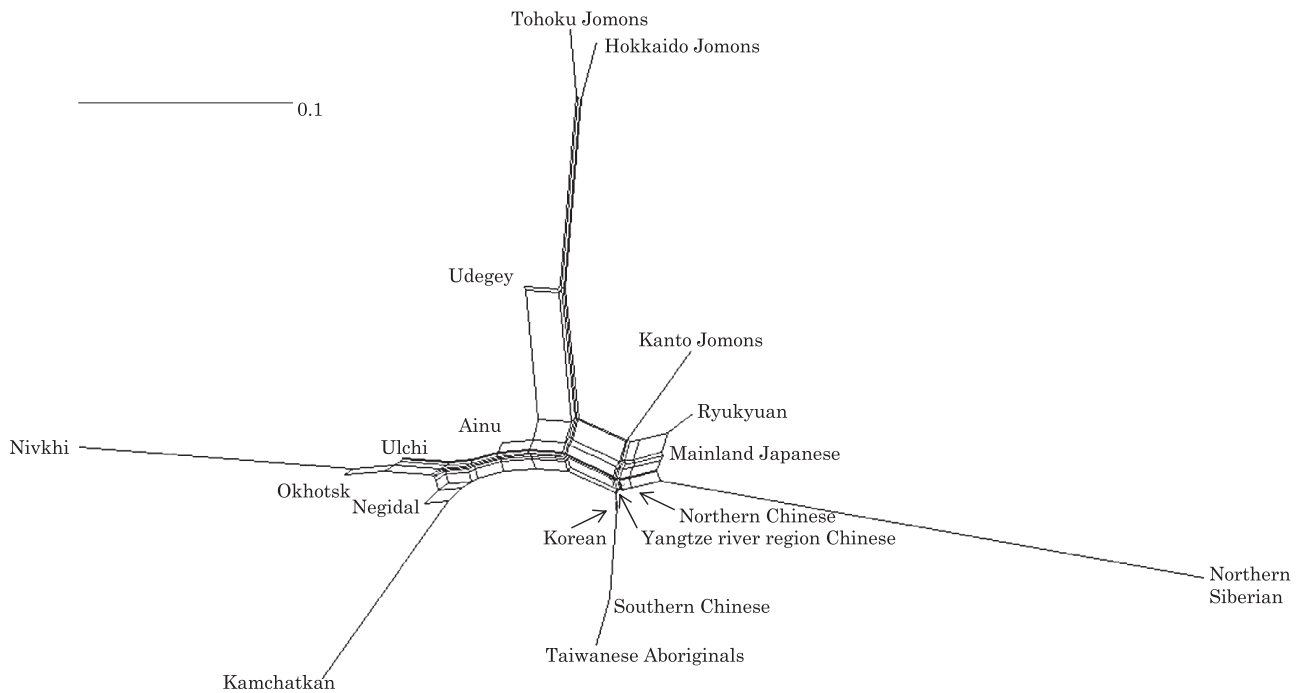 Tohoku Jomons
Hokkaido Jomons
0.1
Udegey
Kanto Jomons
Ryukyuan
Ainu
Nivkhi
Ulchi
Mainland Japanese
Okhotsk
Negidal
Northern Chinese
Korean
Yangtze river region Chinese
Northern
Siberian
Southern Chinese
Taiwanese Aboriginals
Kamchatkan